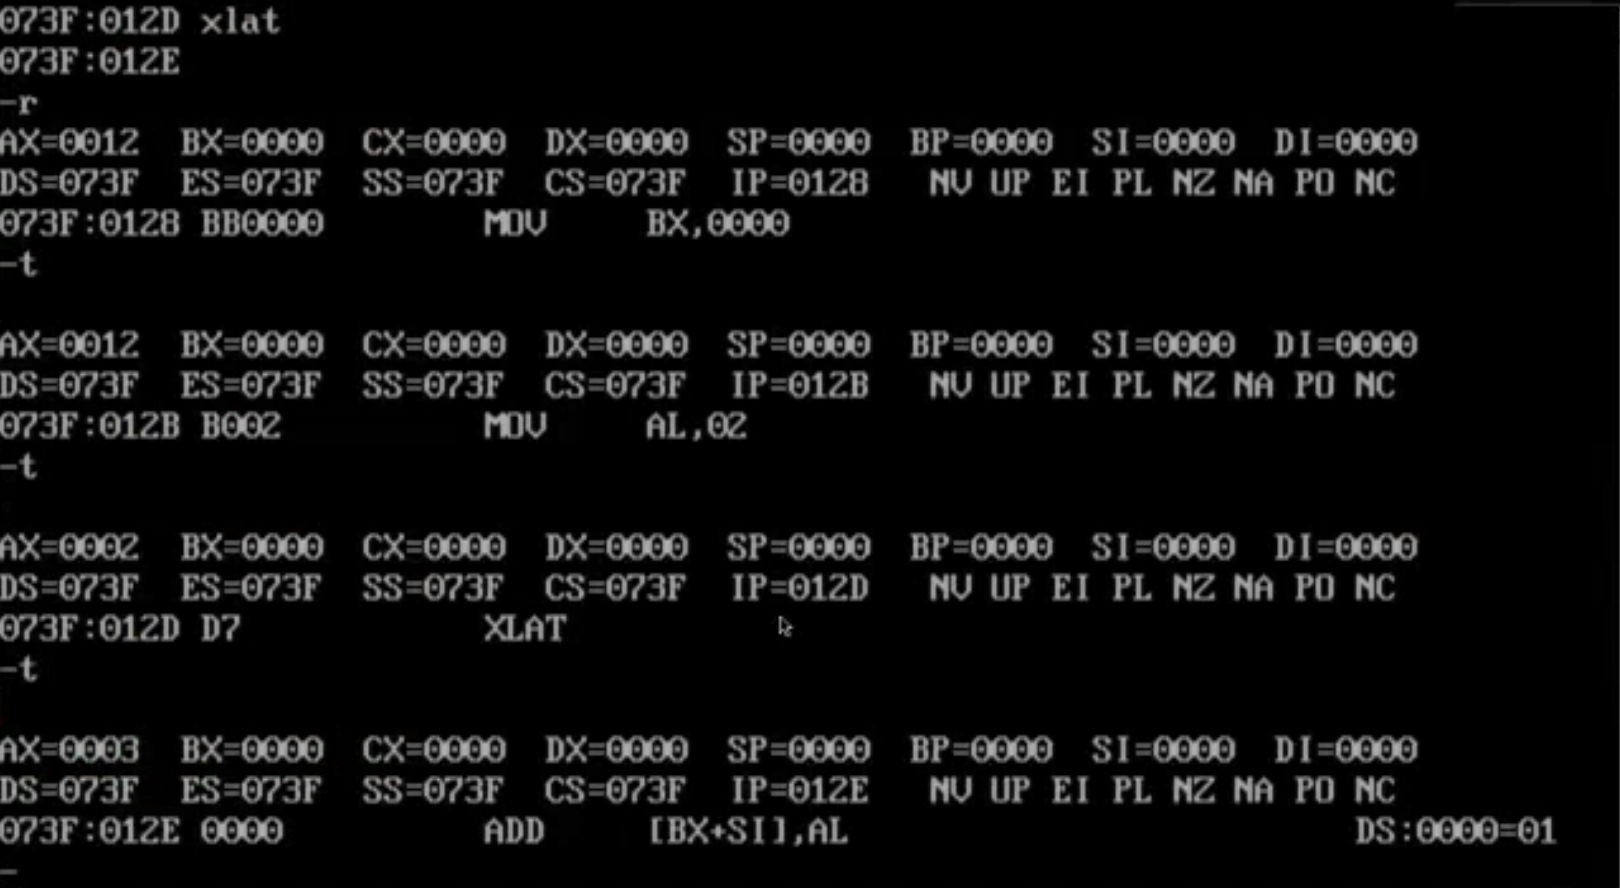 073F:012D xlat
073F:012E
-r
AX=0012 BX=0000 CX=0000 DX=0000 SP=0000 BP=0000 SI=0000 DI=0000
DS=073F ES=073F SS=073F CS=073F IP=0128 NV UP EI PL NZ NA PO NC
073F:0128 BB0000 MOV BX,0000
-t
AX=0012 BX=0000 CX=0000 DX=0000 SP=0000 BP=0000 SI=0000 DI=0000
DS=073F ES=073F SS=073F CS=073F IP=012B NV UP EI PL NZ NA PO NC
073F:012B B002 MOV AL,02
-t
AX=0002 BX=0000 CX=0000 DX=0000 SP=0000 BP=0000 SI=0000 DI=0000
DS=073F ES=073F SS=073F CS=073F IP=012D NV UP EI PL NZ NA PO NC
073F:012D D7 XLAT
-t
AX=0003 BX=0000 CX=0000 DX=0000 SP=0000 BP=0000 SI=0000 DI=0000
DS=073F ES=073F SS=073F CS=073F IP=012E NV UP EI PL NZ NA PO NC
073F:012E 0000 ADD [BX+SI],AL DS:0000=01
-